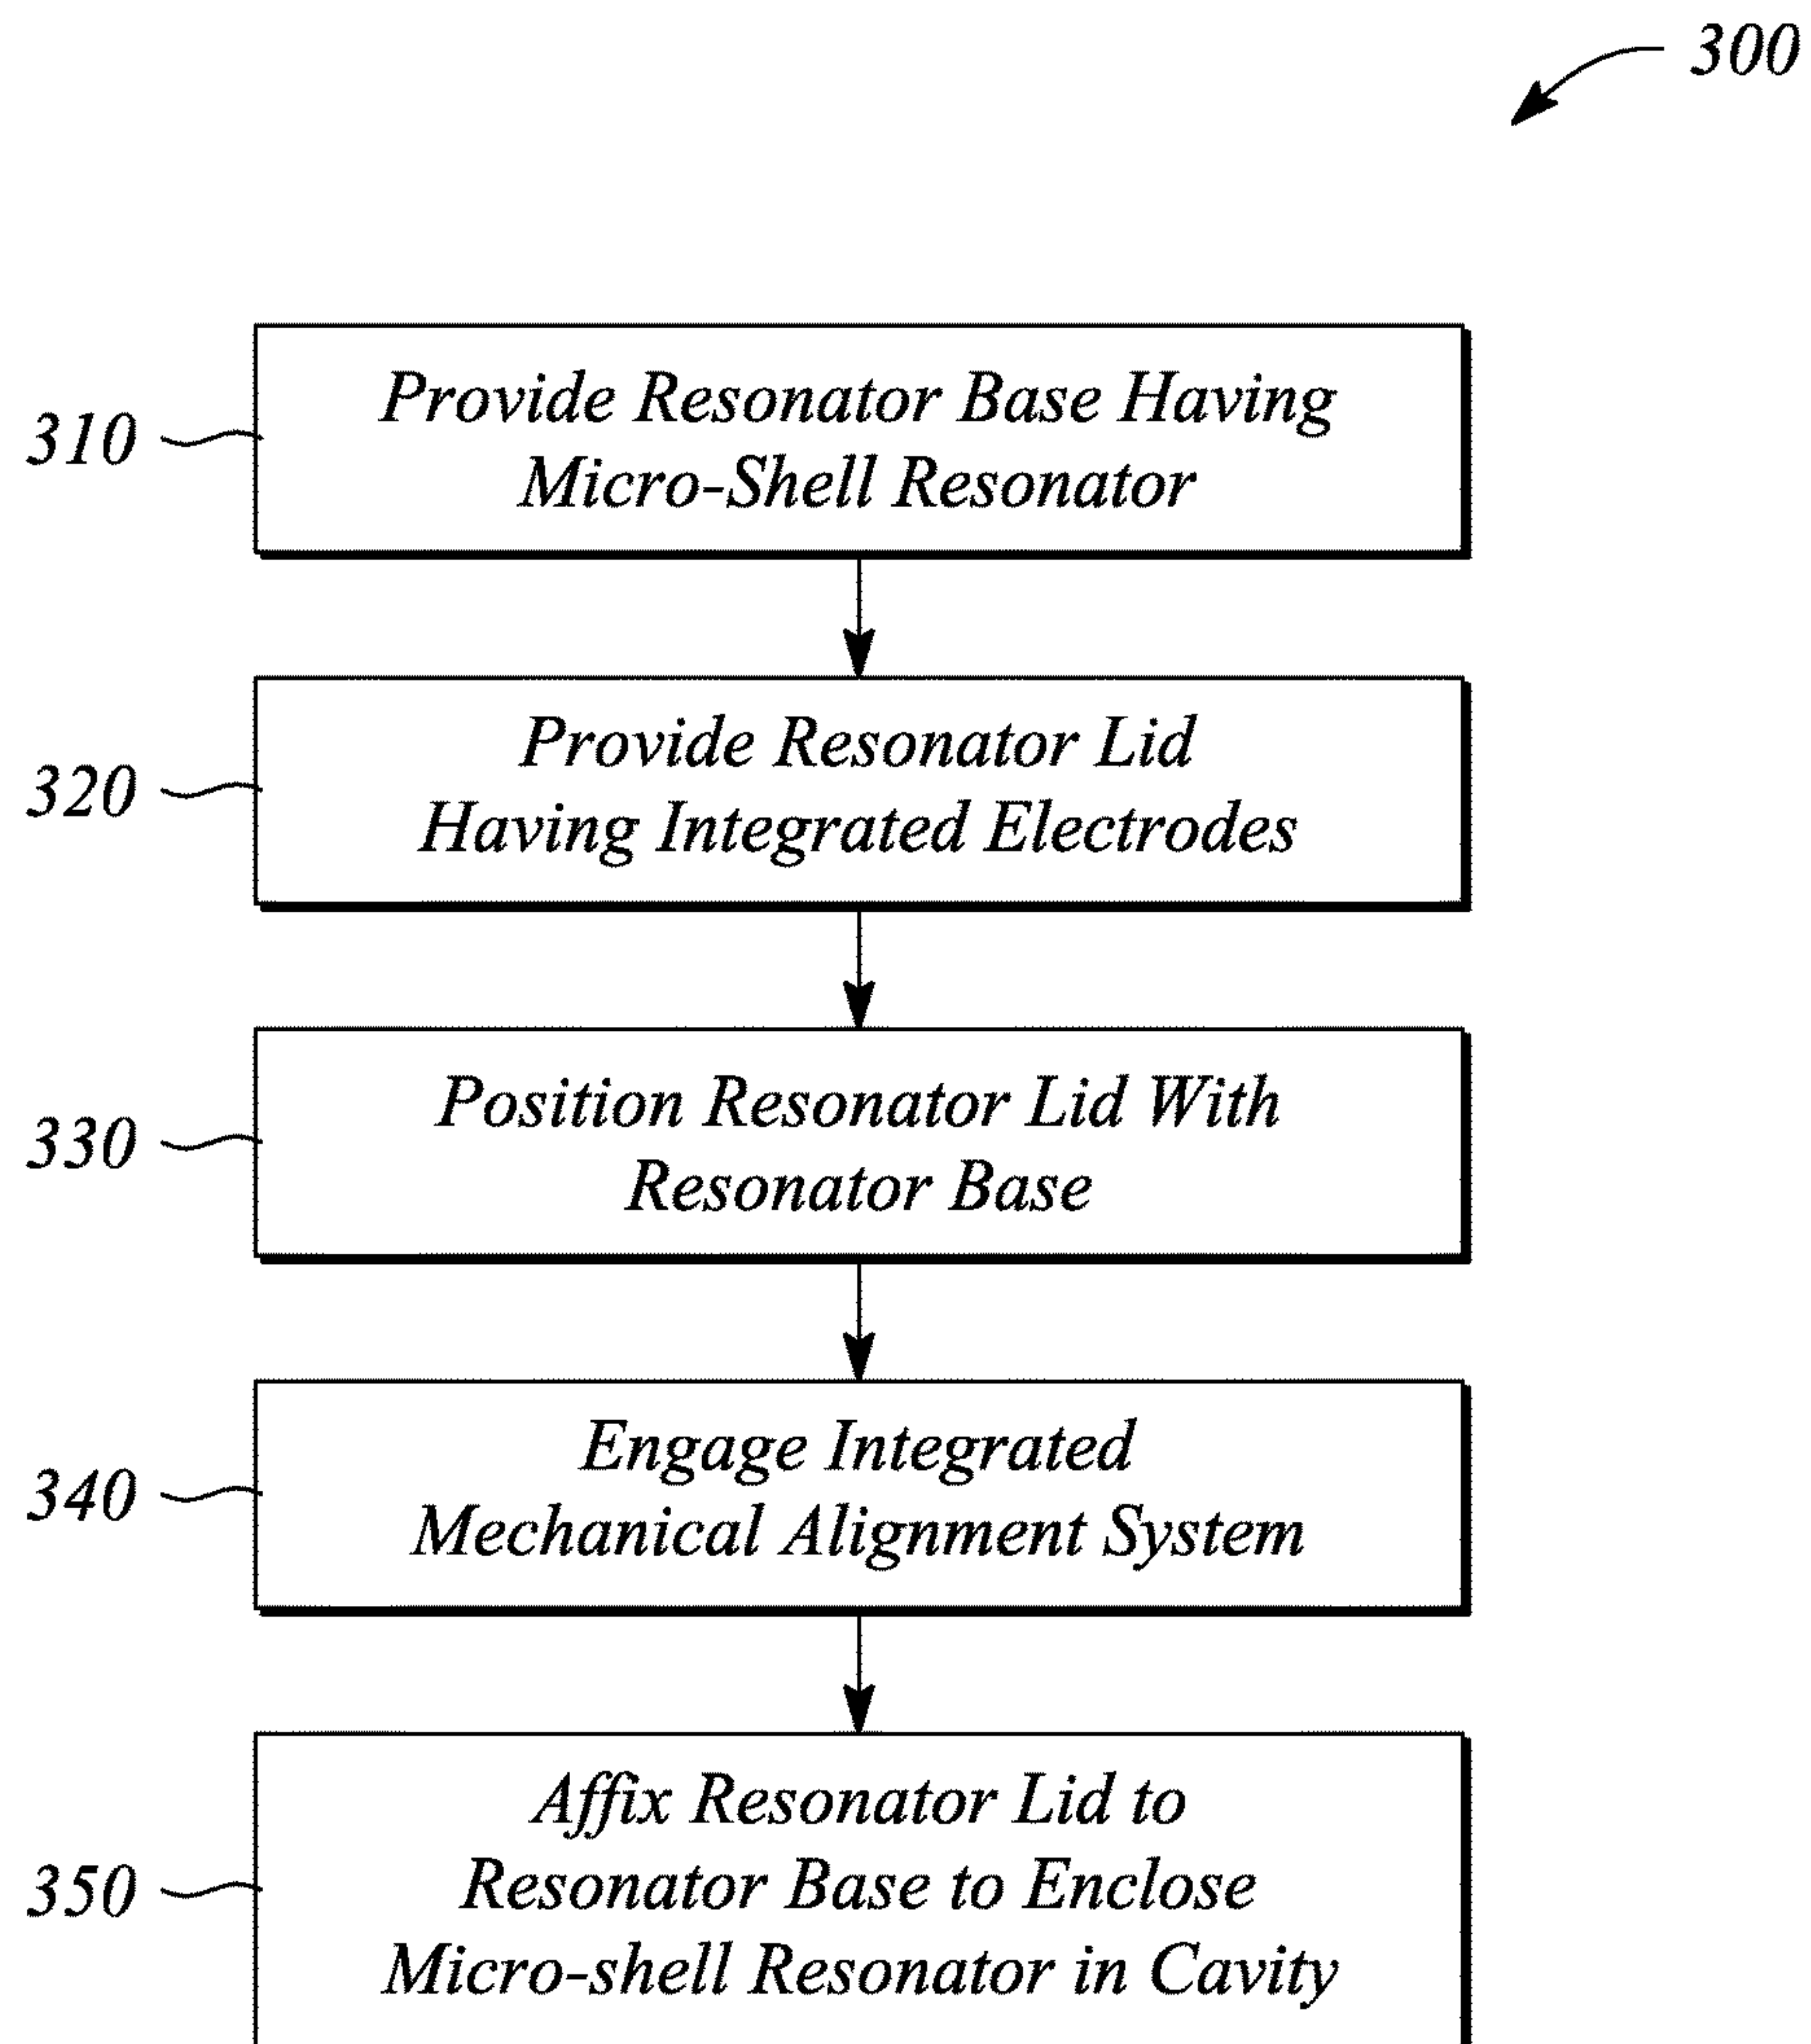 300
310
Provide Resonator Base Having
Micro-Shell Resonator
320
Provide Resonator Lid
Having Integrated Electrodes
330
Position Resonator Lid With
Resonator Base
340
Engage Integrated
Mechanical Alignment System
350
Affix Resonator Lid to
Resonator Base to Enclose
Micro-shell Resonator in Cavity